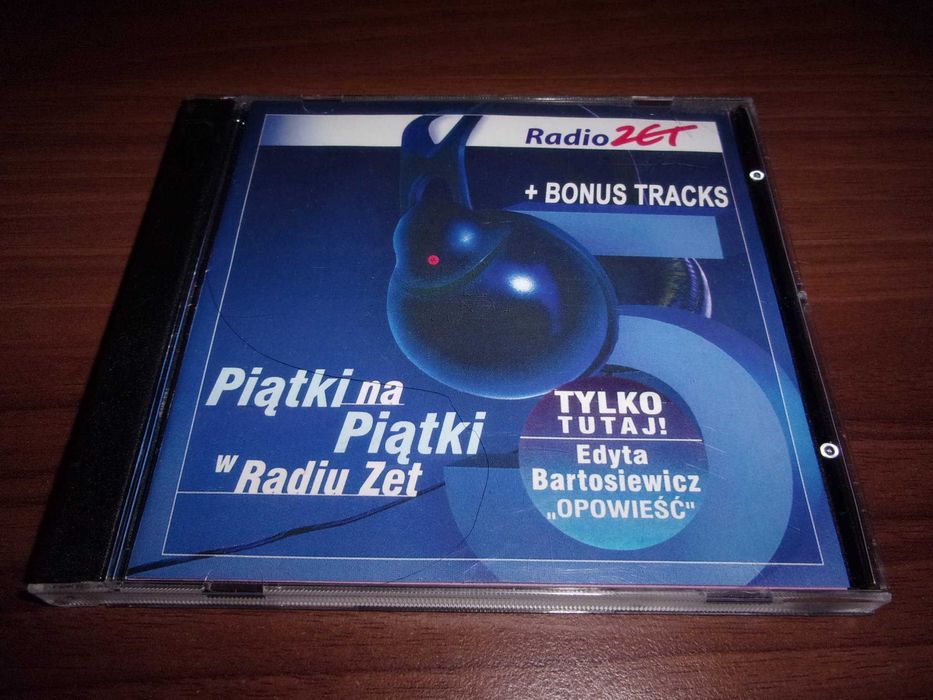 Radio ZET
+ BONUS TRACKS
Piątki na
Piątki
w Radiu Zet
TYLKO
TUTAJ!
Edyta
Bartosiewicz
„OPOWIEŚĆ"